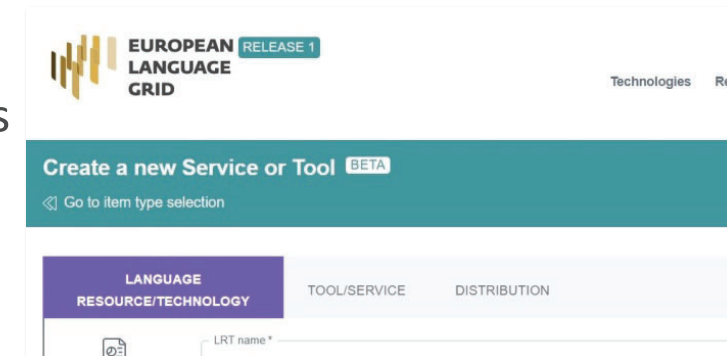 EUROPEAN RELEASE 1
LANGUAGE
GRID
Technologies
s
Create a new Service or Tool BETA
Go to item type selection
LANGUAGE
RESOURCE/TECHNOLOGY
TOOL/SERVICE
DISTRIBUTION
LRT name *